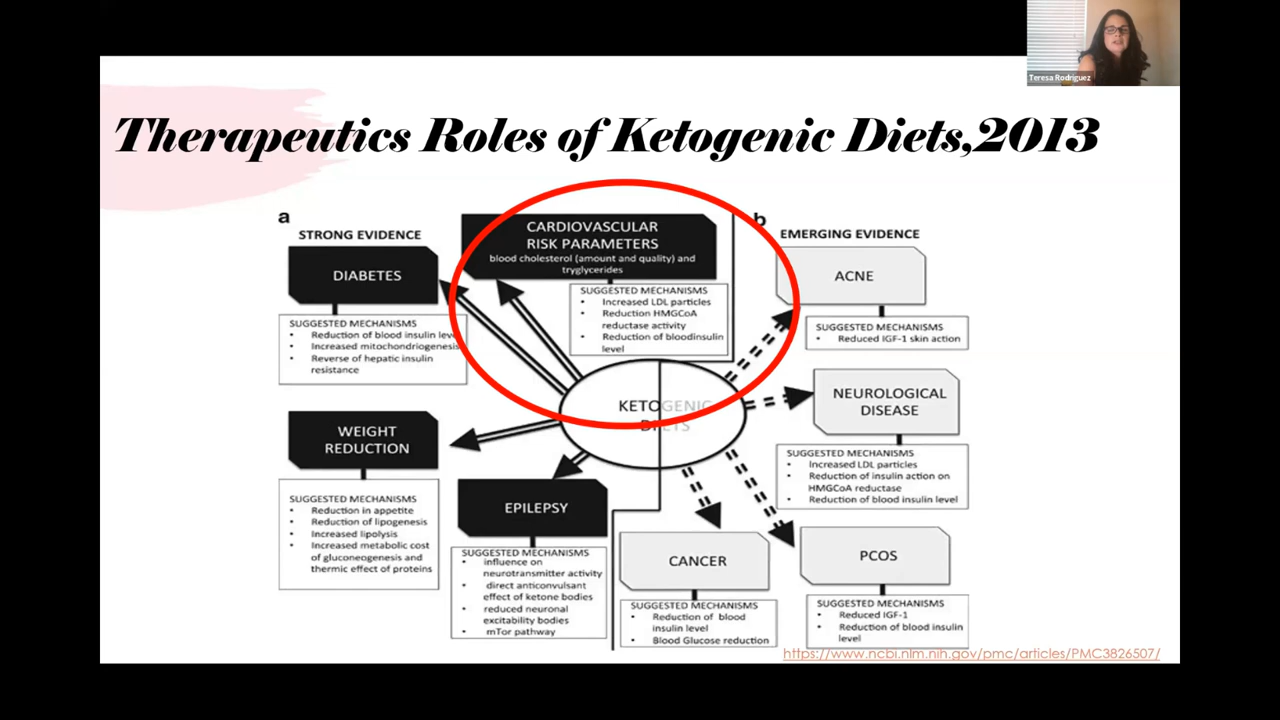 Teresa Rodriguez
Therapeutics Roles of Ketogenic Diets,2013
a
STRONG EVIDENCE
DIABETES
SUGGESTED MECHANISMS
• Reduction of blood insulin level
• Increased mitochondriogenesis
• Reverse of hepatic insulin
resistance
CARDIOVASCULAR
RISK PARAMETERS
blood cholesterol (amount and quality) and
tryglycerides
SUGGESTED MECHANISMS
• Increased LDL particles
• Reduction HMGCoA
reductase activity
• Reduction of bloodinsulin
level
WEIGHT
REDUCTION
SUGGESTED MECHANISMS
• Reduction in appetite
• Reduction of lipogenesis
• Increased lipolysis
• Increased metabolic cost
of gluconeogenesis and
thermic effect of proteins
EPILEPSY
SUGGESTED MECHANISMS
• influence on
neurotransmitter activity
• direct anticonvulsant
effect of ketone bodies
• reduced neuronal
excitability bodies
• mTor pathway
KETOGENIC
DIETS
b
EMERGING EVIDENCE
ACNE
SUGGESTED MECHANISMS
• Reduced IGF-1 skin action
NEUROLOGICAL
DISEASE
SUGGESTED MECHANISMS
• Increased LDL particles
• Reduction of insulin action on
HMGCoA reductase
• Reduction of blood insulin level
CANCER
SUGGESTED MECHANISMS
• Reduction of blood
insulin level
• Blood Glucose reduction
PCOS
SUGGESTED MECHANISMS
• Reduced IGF-1
• Reduction of blood insulin
level
https://www.ncbi.nlm.nih.gov/pmc/articles/PMC3826507/